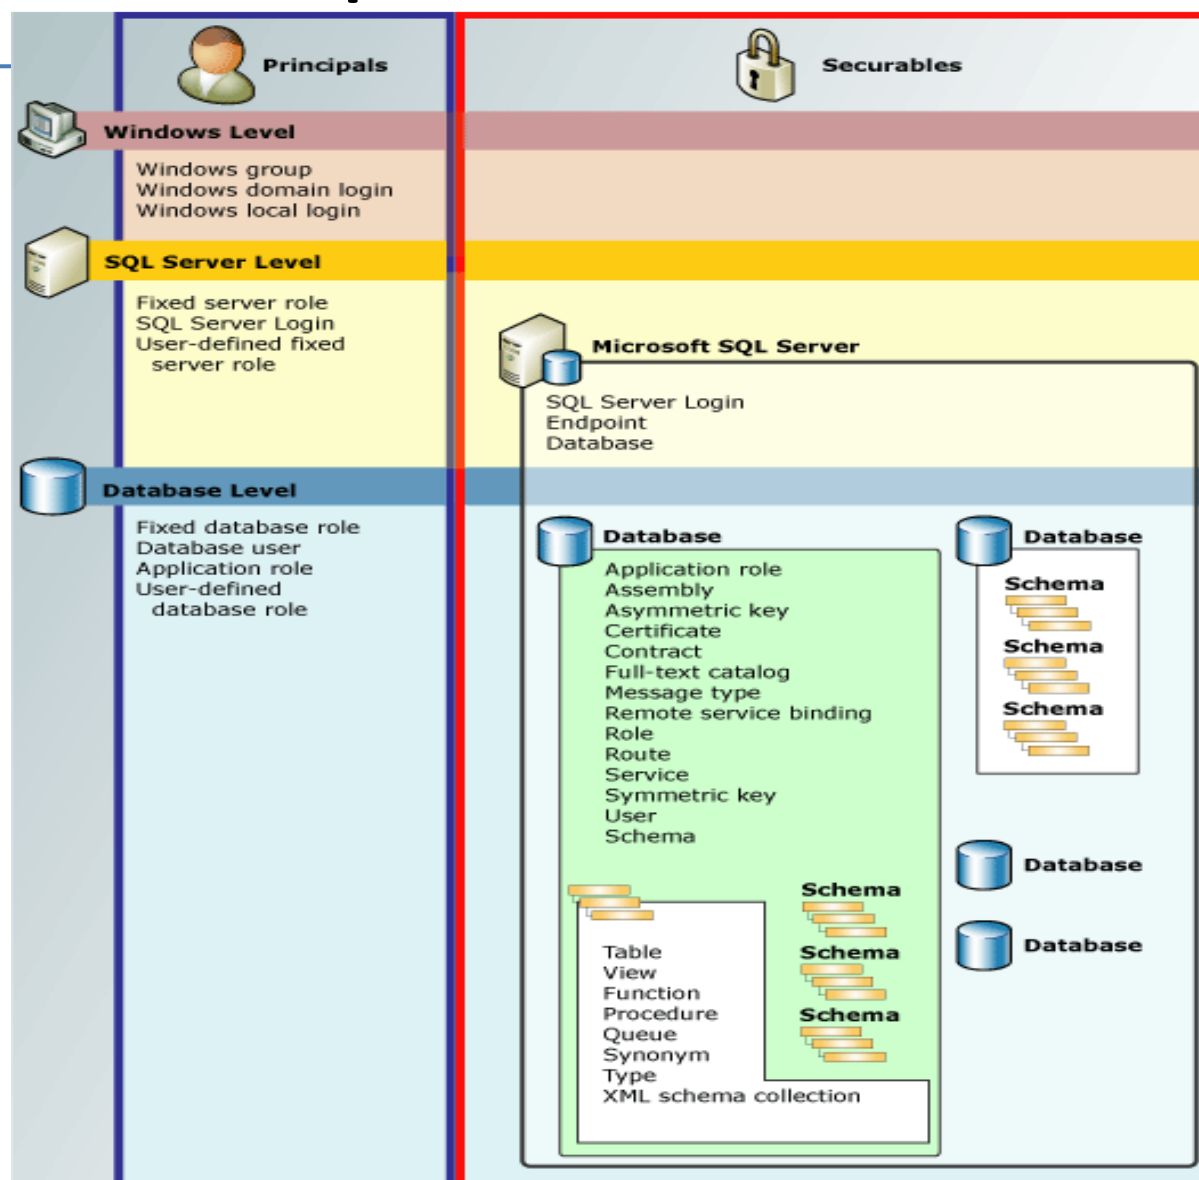 Principals
Securables
Windows Level
Windows group
Windows domain login
Windows local login
SQL Server Level
Fixed server role
SQL Server Login
User-defined fixed
server role
Microsoft SQL Server
SQL Server Login
Endpoint
Database
Database Level
Fixed database role
Database user
Application role
User-defined
database role
Database
Application role
Assembly
Asymmetric key
Certificate
Contract
Full-text catalog
Message type
Remote service binding
Role
Route
Service
Symmetric key
User
Schema
Table
View
Function
Procedure
Queue
Synonym
Type
XML schema collection
Schema
Schema
Schema
Database
Schema
Schema
Schema
Database
Database